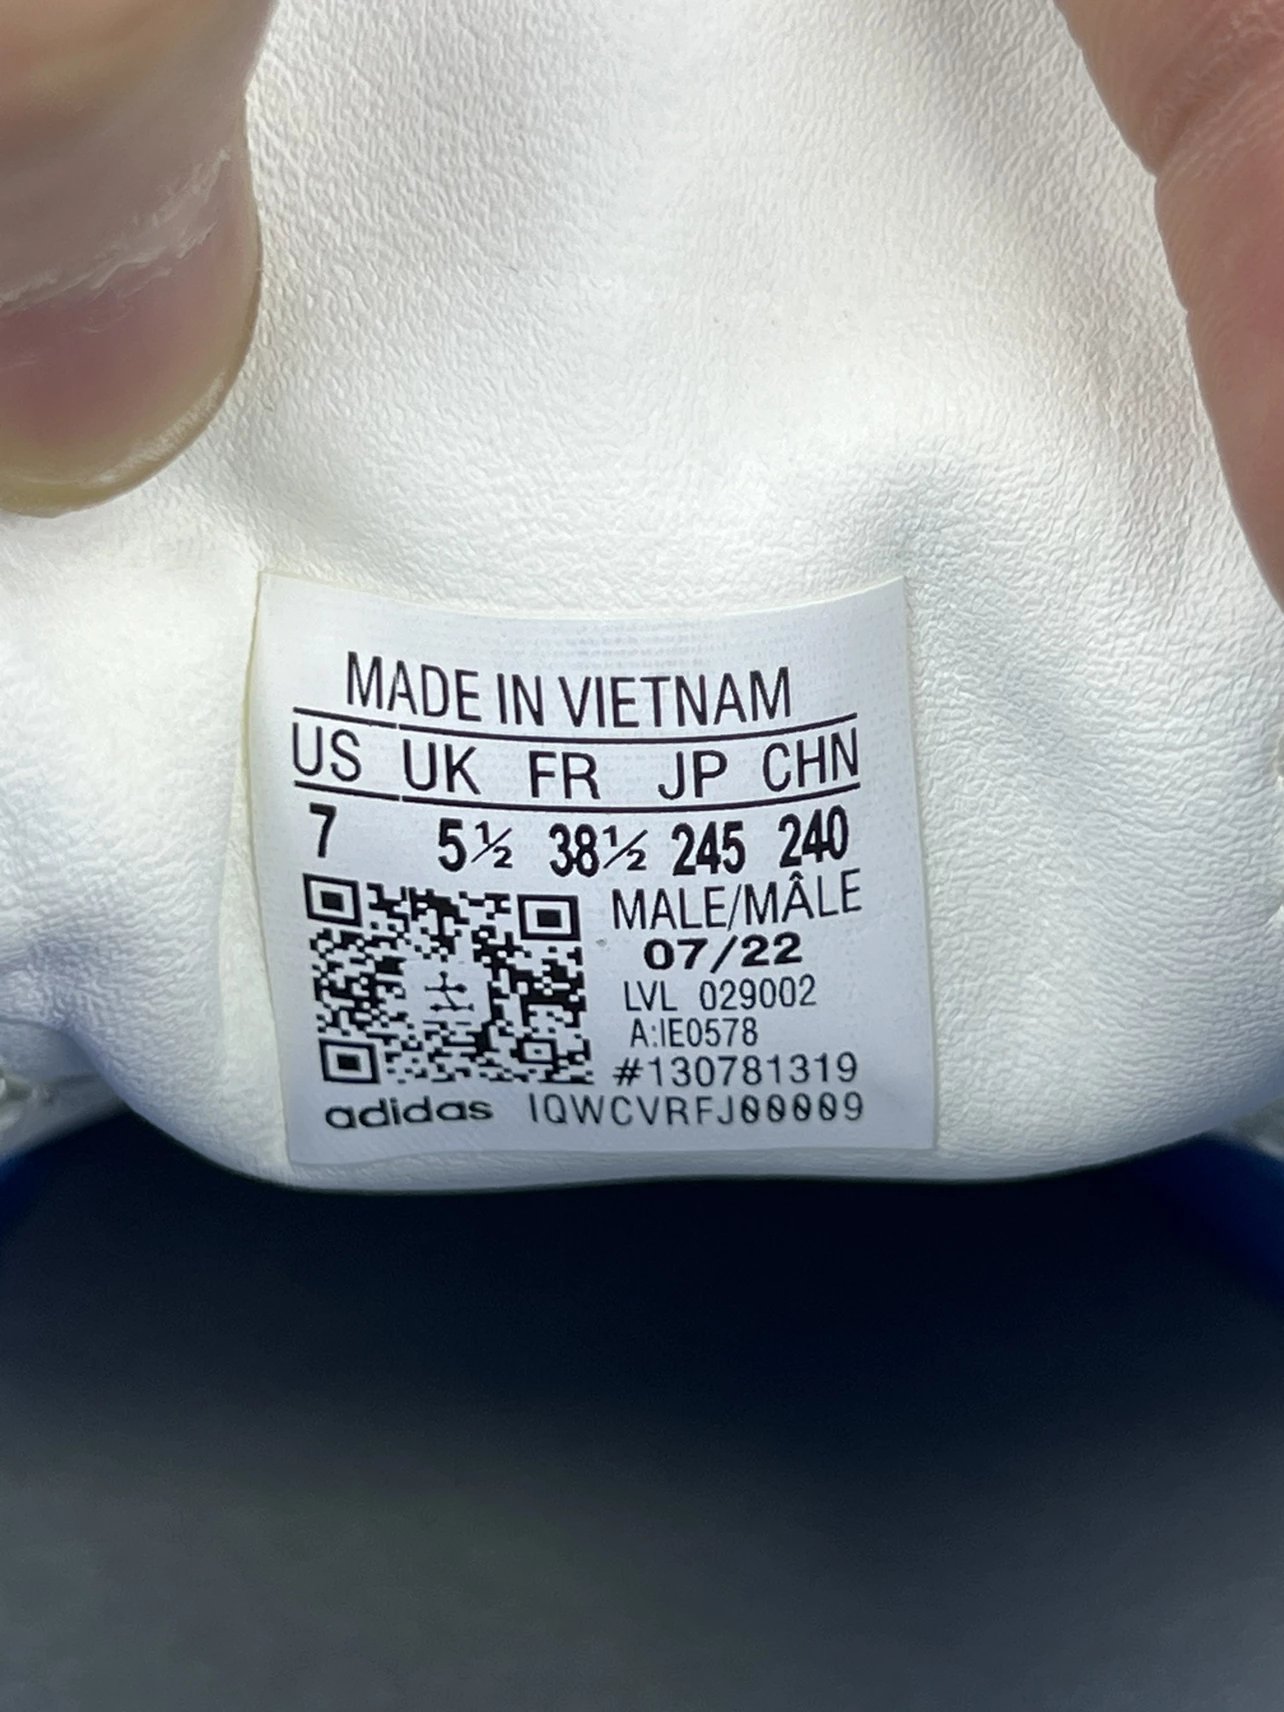 MADE IN VIETNAM
US UK FR JP CHN
7 5½ 38½ 245 240
MALE/MÂLE
07/22
LVL 029002
A:IE0578
#130781319
adidas IQWCVRFJ00009